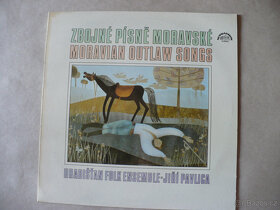 ZBOJNÉ PÍSNĚ MORAVSKÉ
MORAVIAN OUTLAW SONGS
HRADIŠŤAN FOLK ENSEMBLE-JIŘÍ PAVLICA